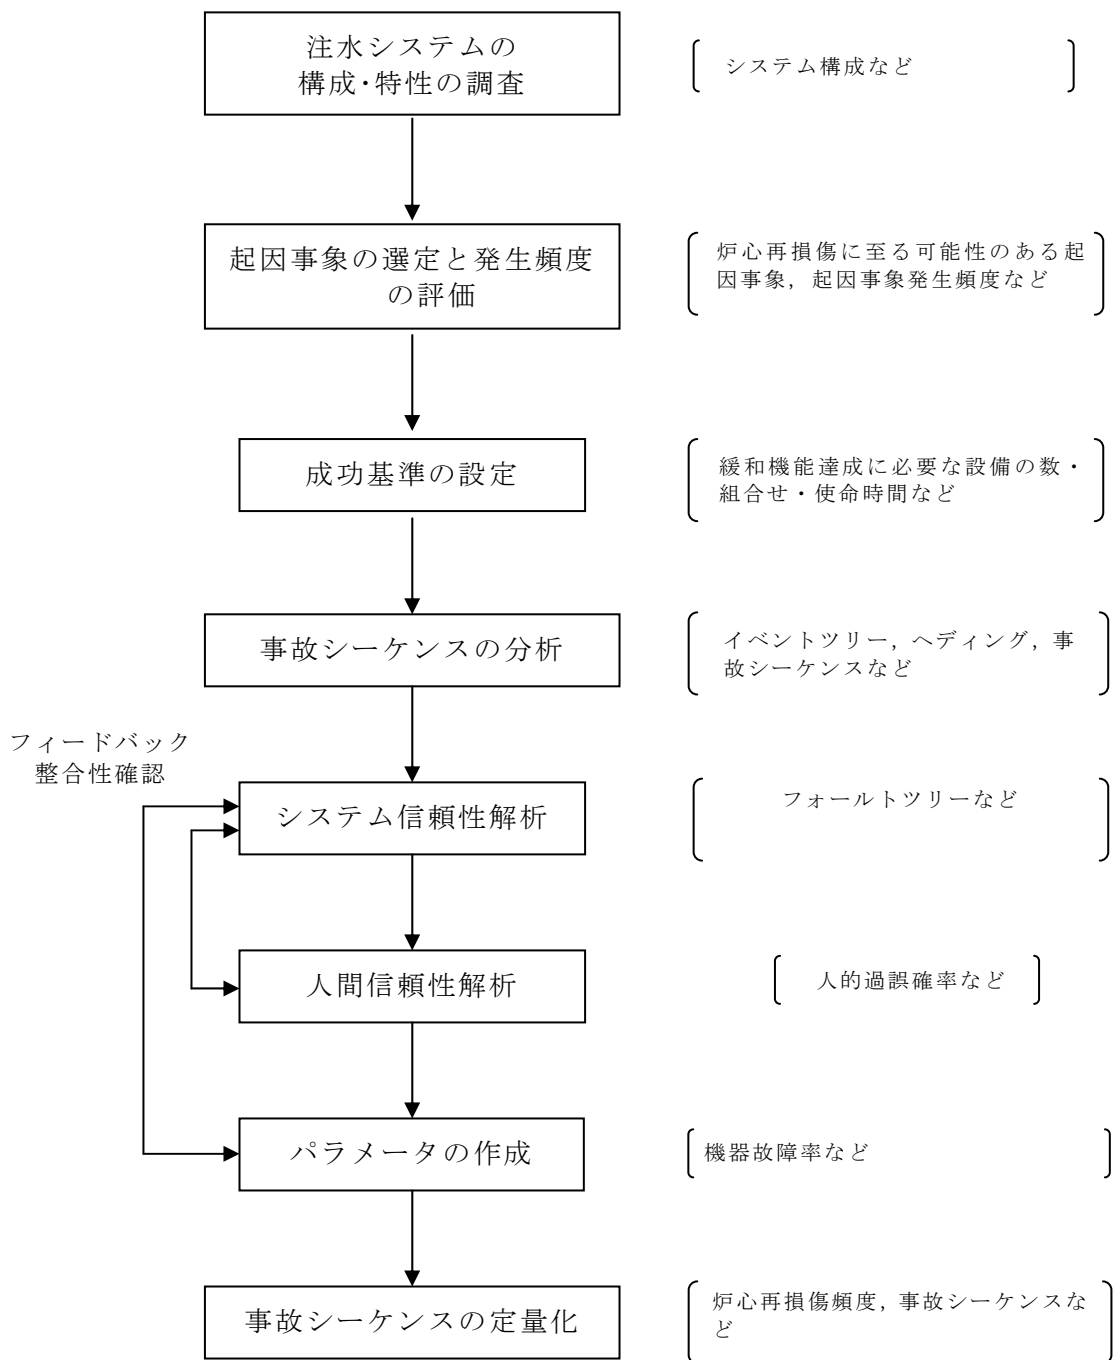 注水システムの
構成･特性の調査
システム構成など
起因事象の選定と発生頻度
の評価
炉心再損傷に至る可能性のある起
因事象，起因事象発生頻度など
成功基準の設定
緩和機能達成に必要な設備の数・
組合せ・使命時間など
事故シーケンスの分析
イベントツリー，ヘディング，事
故シーケンスなど
フィードバック
整合性確認
システム信頼性解析
フォールトツリーなど
人間信頼性解析
人的過誤確率など
パラメータの作成
機器故障率など
事故シーケンスの定量化
炉心再損傷頻度，事故シーケンスな
ど